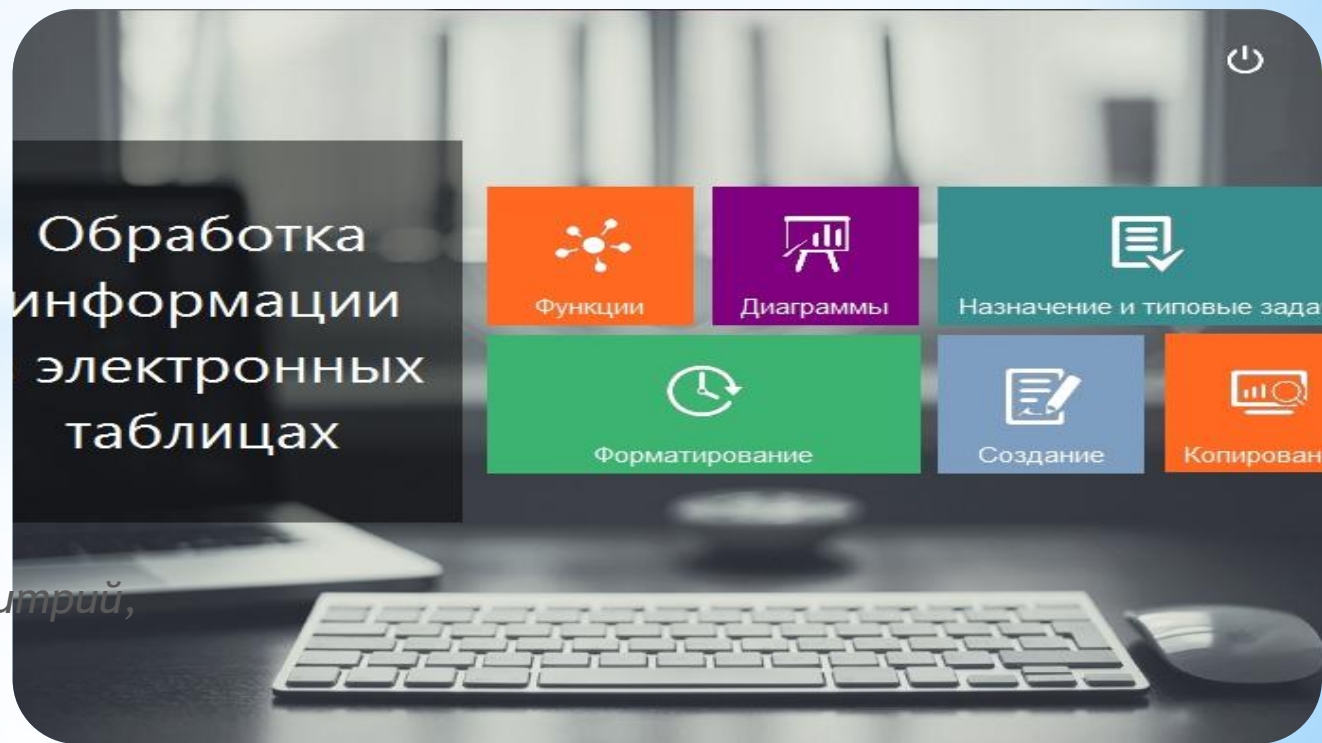 Обработка
информации
электронных
таблицах
Функции
Диаграммы
Назначение и типовые зада
Форматирование
Создание
Копирован
итрий,